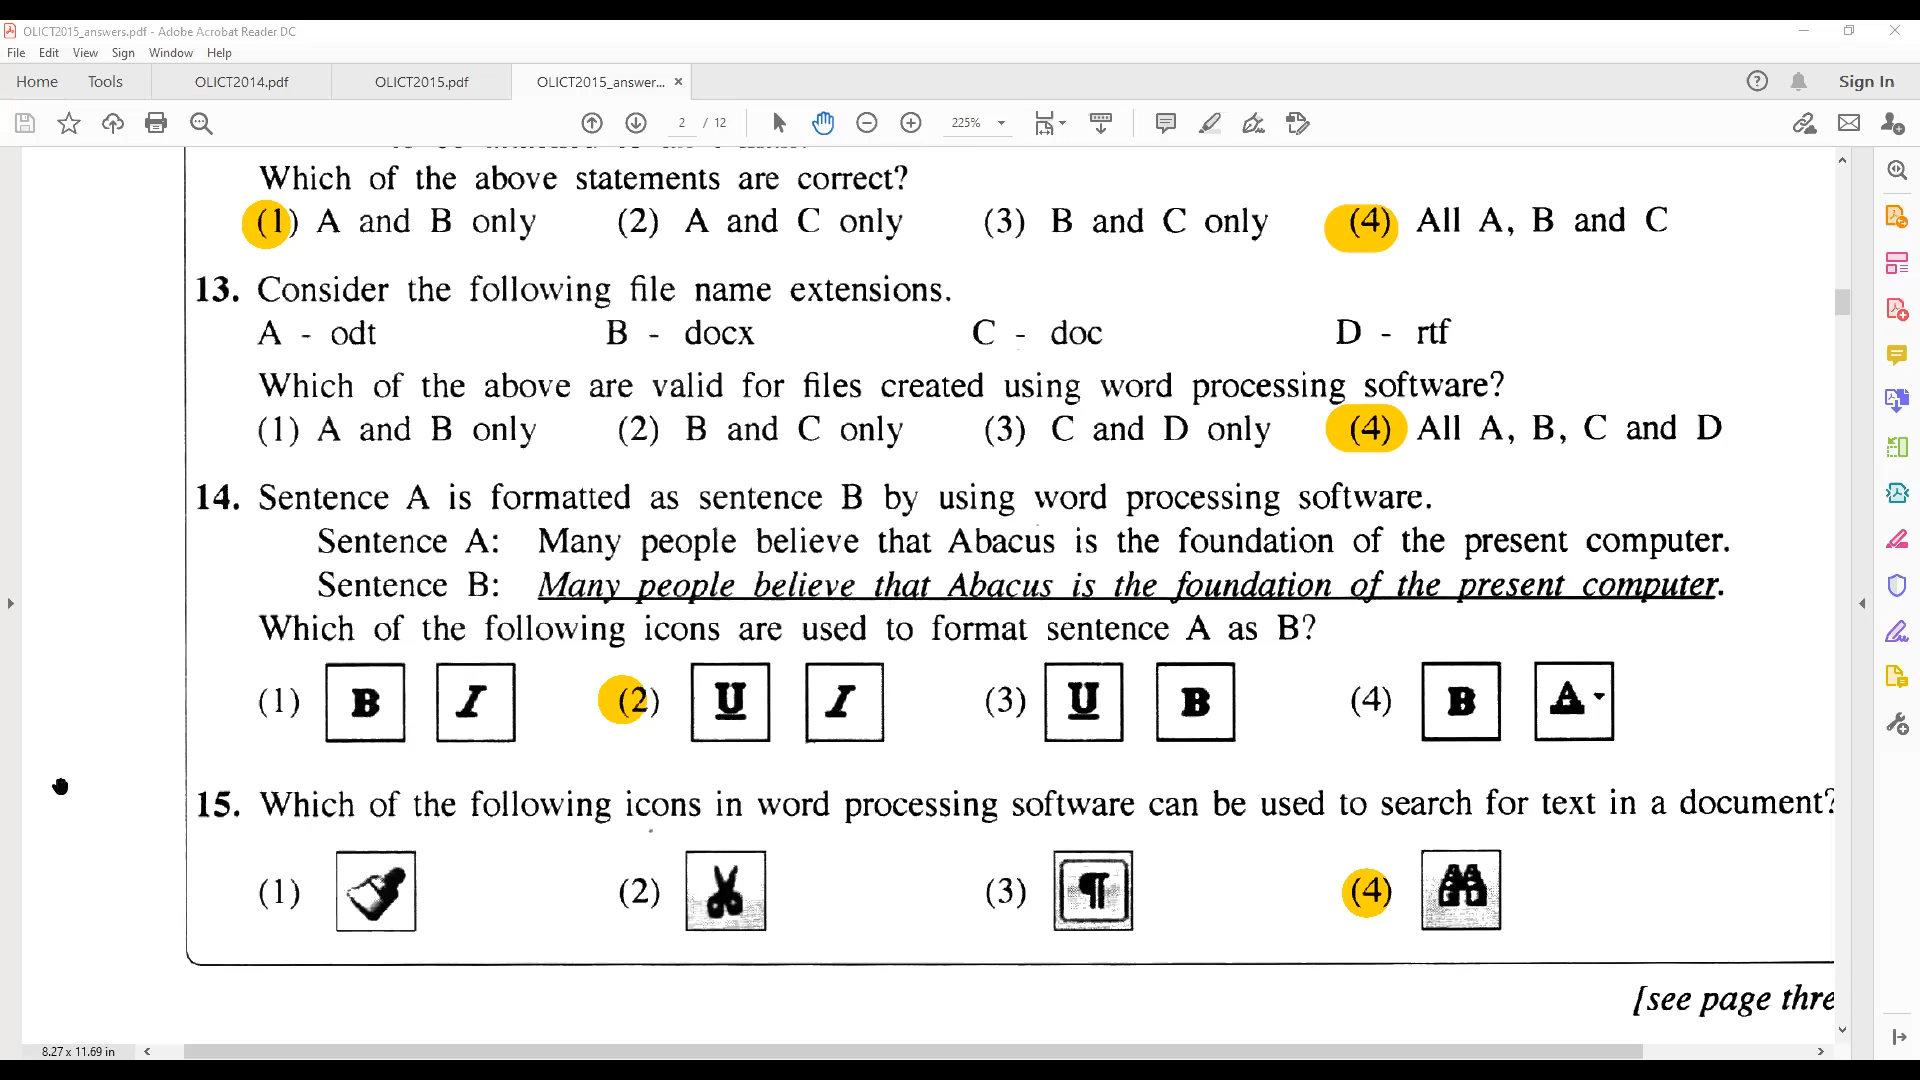 OLICT2015_answers.pdf - Adobe Acrobat Reader DC
File Edit View Sign Window Help
Home Tools OLICT2014.pdf OLICT2015.pdf OLICT2015_answer... × Sign In
2 / 12 225%
Which of the above statements are correct?
(1) A and B only (2) A and C only (3) B and C only (4) All A, B and C
13. Consider the following file name extensions.
A - odt B - docx C - doc D - rtf
Which of the above are valid for files created using word processing software?
(1) A and B only (2) B and C only (3) C and D only (4) All A, B, C and D
14. Sentence A is formatted as sentence B by using word processing software.
Sentence A: Many people believe that Abacus is the foundation of the present computer.
Sentence B: Many people believe that Abacus is the foundation of the present computer.
Which of the following icons are used to format sentence A as B?
(1) B I (2) U I (3) U B (4) B A
15. Which of the following icons in word processing software can be used to search for text in a document?
(1) (2) (3) ¶ (4)
[see page thre
8.27 x 11.69 in